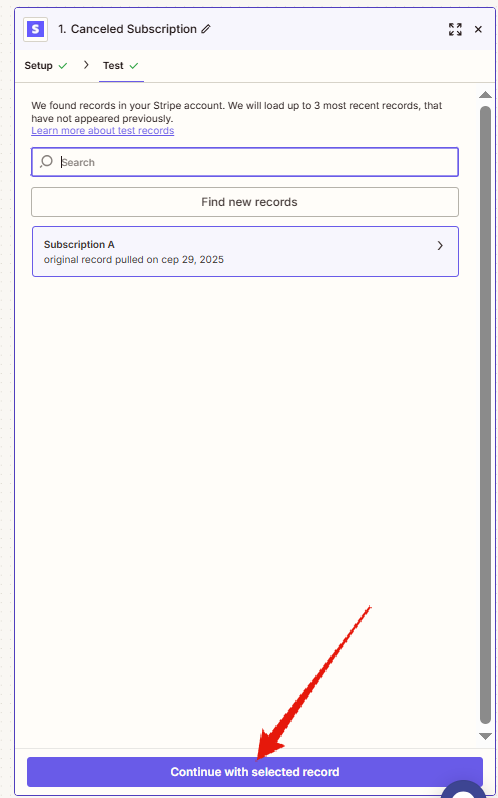 S
1. Canceled Subscription
Setup
Test
We found records in your Stripe account. We will load up to 3 most recent records, that
have not appeared previously.
Learn more about test records
Search
Find new records
Subscription A
original record pulled on сер 29, 2025
Continue with selected record